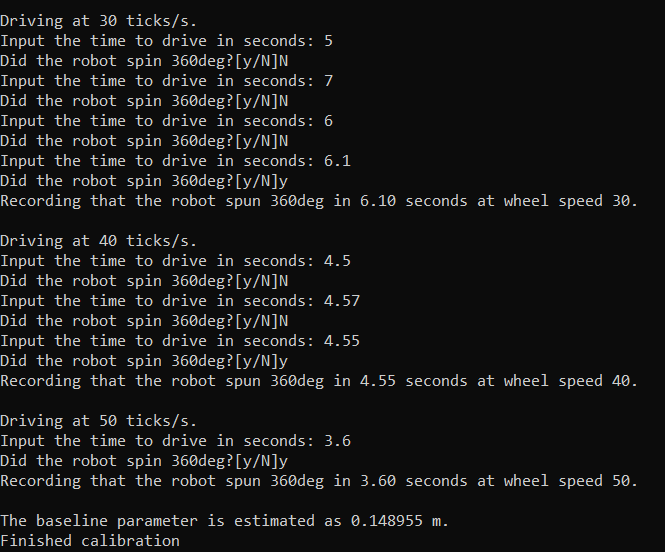 Driving at 30 ticks/s.
Input the time to drive in seconds: 5
Did the robot spin 360deg?[y/N]N
Input the time to drive in seconds: 7
Did the robot spin 360deg?[y/N]N
Input the time to drive in seconds: 6
Did the robot spin 360deg?[y/N]N
Input the time to drive in seconds: 6.1
Did the robot spin 360deg?[y/N]y
Recording that the robot spun 360deg in 6.10 seconds at wheel speed 30.
Driving at 40 ticks/s.
Input the time to drive in seconds: 4.5
Did the robot spin 360deg?[y/N]N
Input the time to drive in seconds: 4.57
Did the robot spin 360deg?[y/N]N
Input the time to drive in seconds: 4.55
Did the robot spin 360deg?[y/N]y
Recording that the robot spun 360deg in 4.55 seconds at wheel speed 40.
Driving at 50 ticks/s.
Input the time to drive in seconds: 3.6
Did the robot spin 360deg?[y/N]y
Recording that the robot spun 360deg in 3.60 seconds at wheel speed 50.
The baseline parameter is estimated as 0.148955 m.
Finished calibration